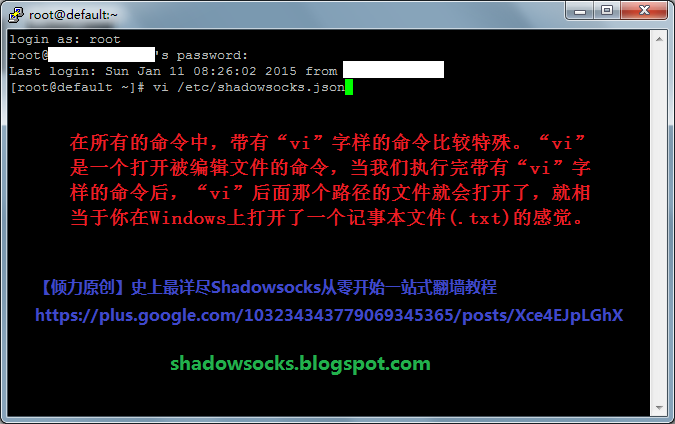 root@default:~
login as: root
root@ 's password:
Last login: Sun Jan 11 08:26:02 2015 from
[root@default ~]# vi /etc/shadowsocks.json
在所有的命令中，带有“vi”字样的命令比较特殊。“vi”
是一个打开被编辑文件的命令，当我们执行完带有“vi”字
样的命令后，“vi”后面那个路径的文件就会打开了，就相
当于你在Windows上打开了一个记事本文件(.txt)的感觉。
【倾力原创】史上最详尽Shadowsocks从零开始一站式翻墙教程
https://plus.google.com/103234343779069345365/posts/Xce4EJpLGhX
shadowsocks.blogspot.com